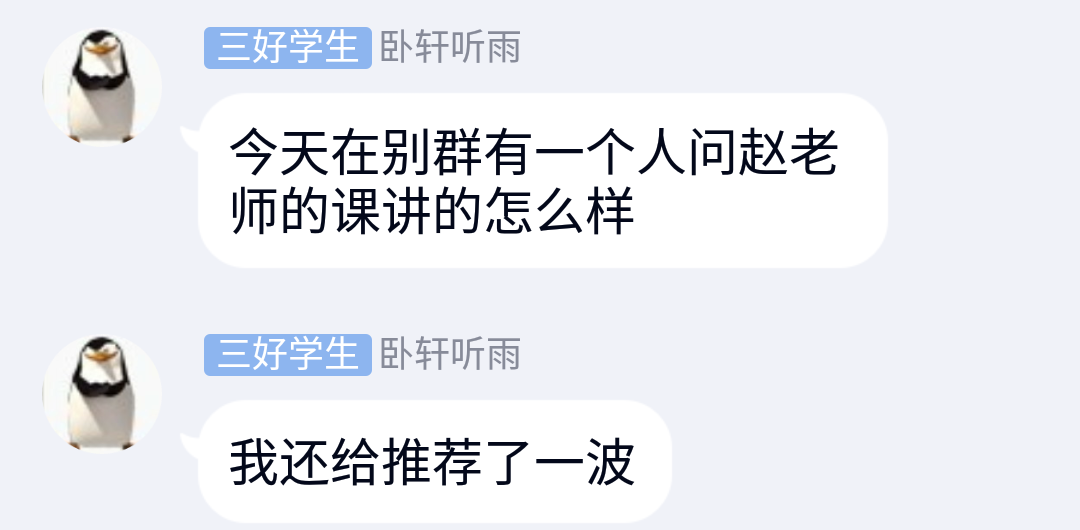 三好学生 卧轩听雨
今天在别群有一个人问赵老
师的课讲的怎么样
三好学生 卧轩听雨
我还给推荐了一波